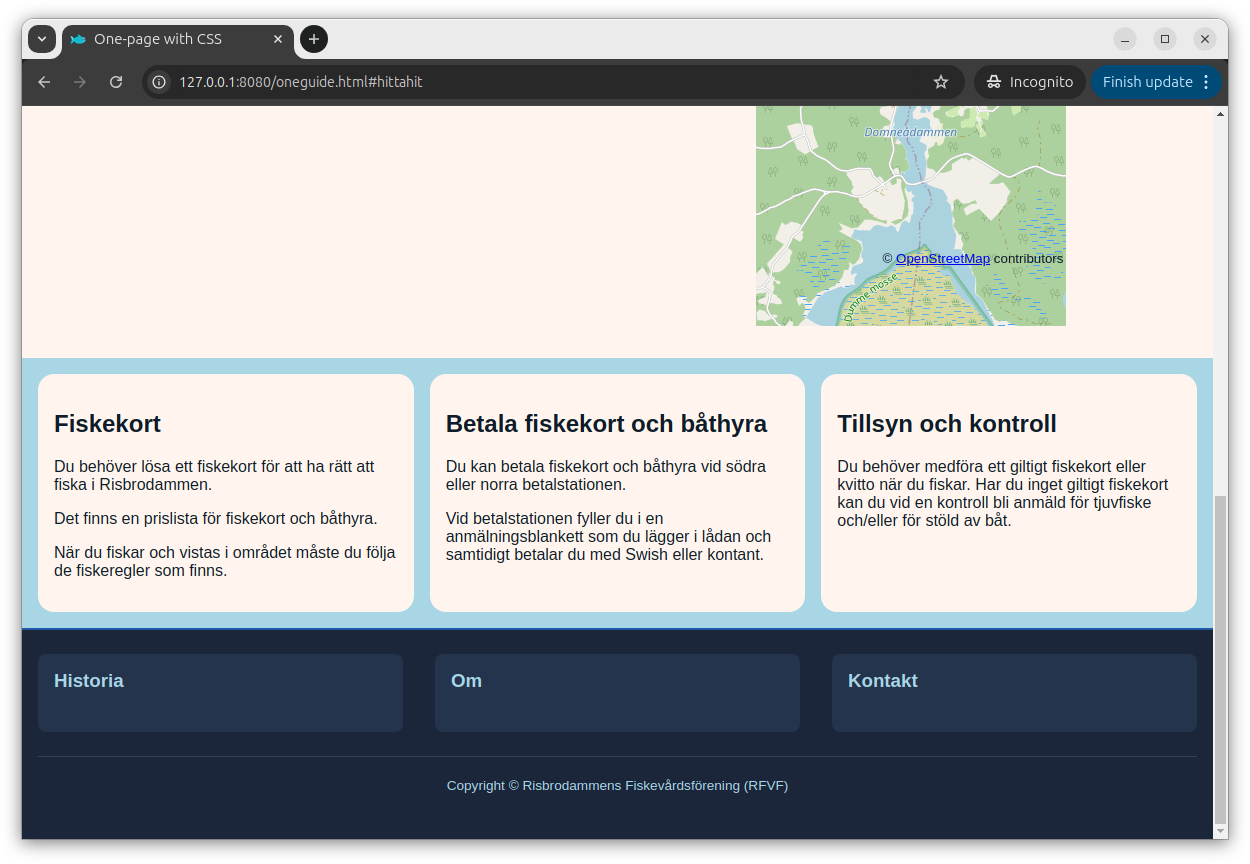 One-page with CSS
127.0.0.1:8080/oneguide.html#hittahit
Incognito
Finish update
Domneådammen
© OpenStreetMap contributors
Dumme mosse
Fiskekort
Du behöver lösa ett fiskekort för att ha rätt att
fiska i Risbrodammen.
Det finns en prislista för fiskekort och båthyra.
När du fiskar och vistas i området måste du följa
de fiskeregler som finns.
Betala fiskekort och båthyra
Du kan betala fiskekort och båthyra vid södra
eller norra betalstationen.
Vid betalstationen fyller du i en
anmälningsblankett som du lägger i lådan och
samtidigt betalar du med Swish eller kontant.
Tillsyn och kontroll
Du behöver medföra ett giltigt fiskekort eller
kvitto när du fiskar. Har du inget giltigt fiskekort
kan du vid en kontroll bli anmäld för tjuvfiske
och/eller för stöld av båt.
Historia
Om
Kontakt
Copyright © Risbrodammens Fiskevårdsförening (RFVF)